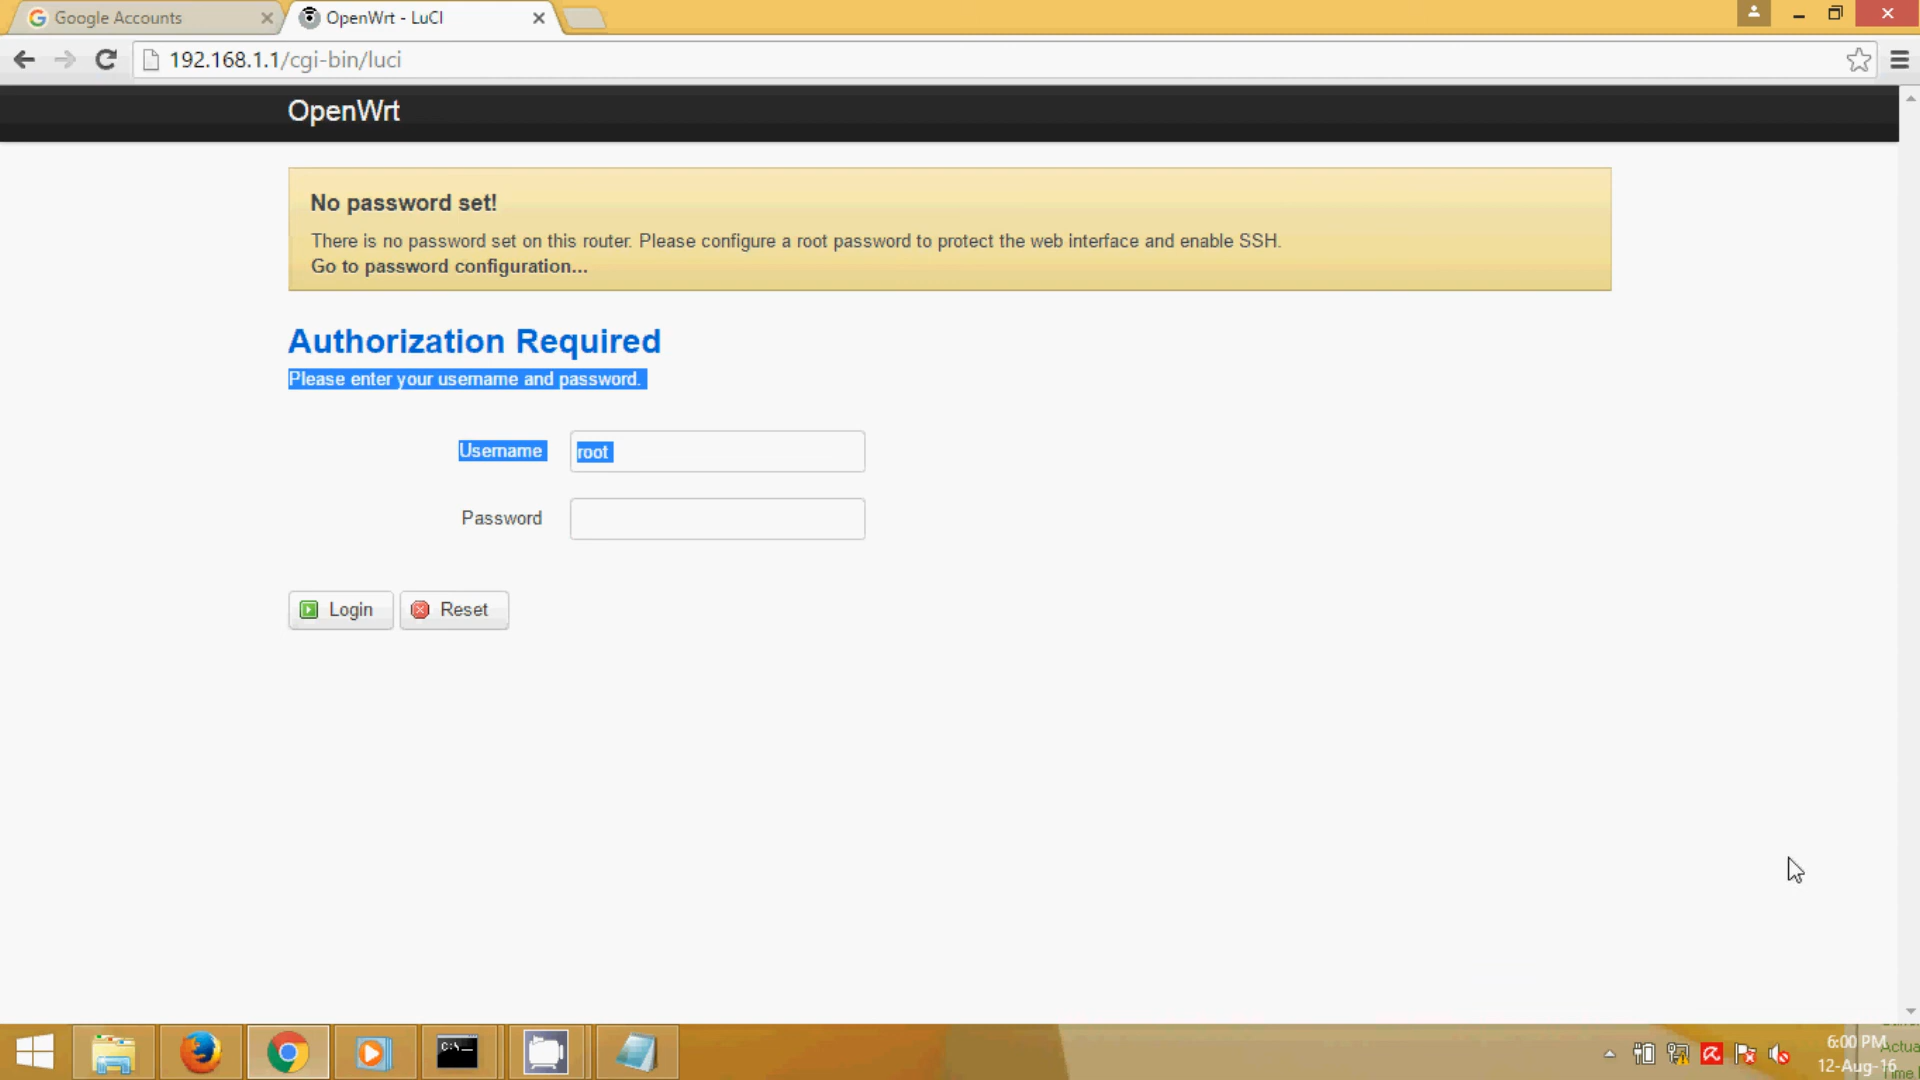 Google Accounts
OpenWrt - LuCI
192.168.1.1/cgi-bin/luci
OpenWrt
No password set!
There is no password set on this router. Please configure a root password to protect the web interface and enable SSH.
Go to password configuration...
Authorization Required
Please enter your username and password.
Username root
Password
Login Reset
C:\_
6:00 PM
Actua
12-Aug-16
Time